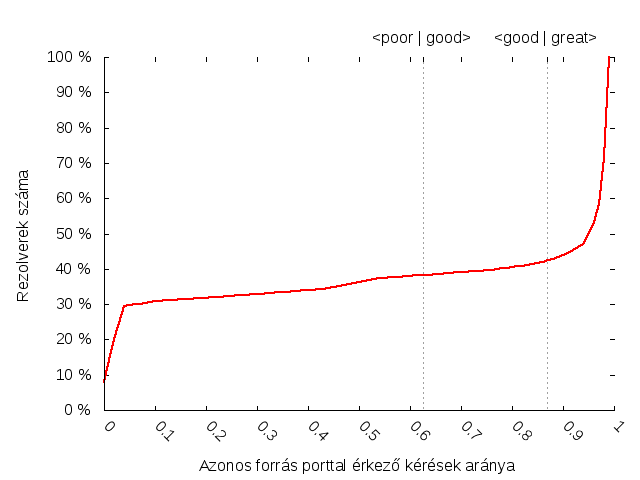 <poor | good> <good | great>
100 %
90 %
80 %
70 %
60 %
50 %
40 %
30 %
20 %
10 %
0 %
Rezolverek száma
0 0.1 0.2 0.3 0.4 0.5 0.6 0.7 0.8 0.9 1
Azonos forrás porttal érkező kérések aránya